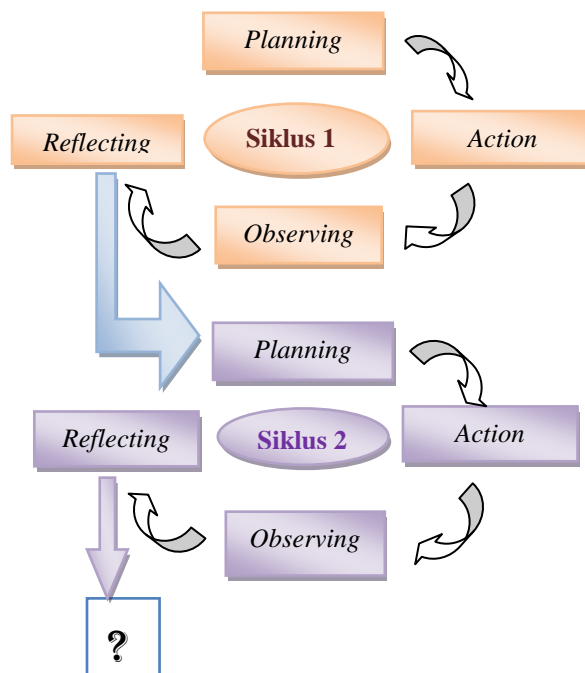 Planning
Reflecting
Siklus 1
Action
Observing
Planning
Reflecting
Siklus 2
Action
Observing
?